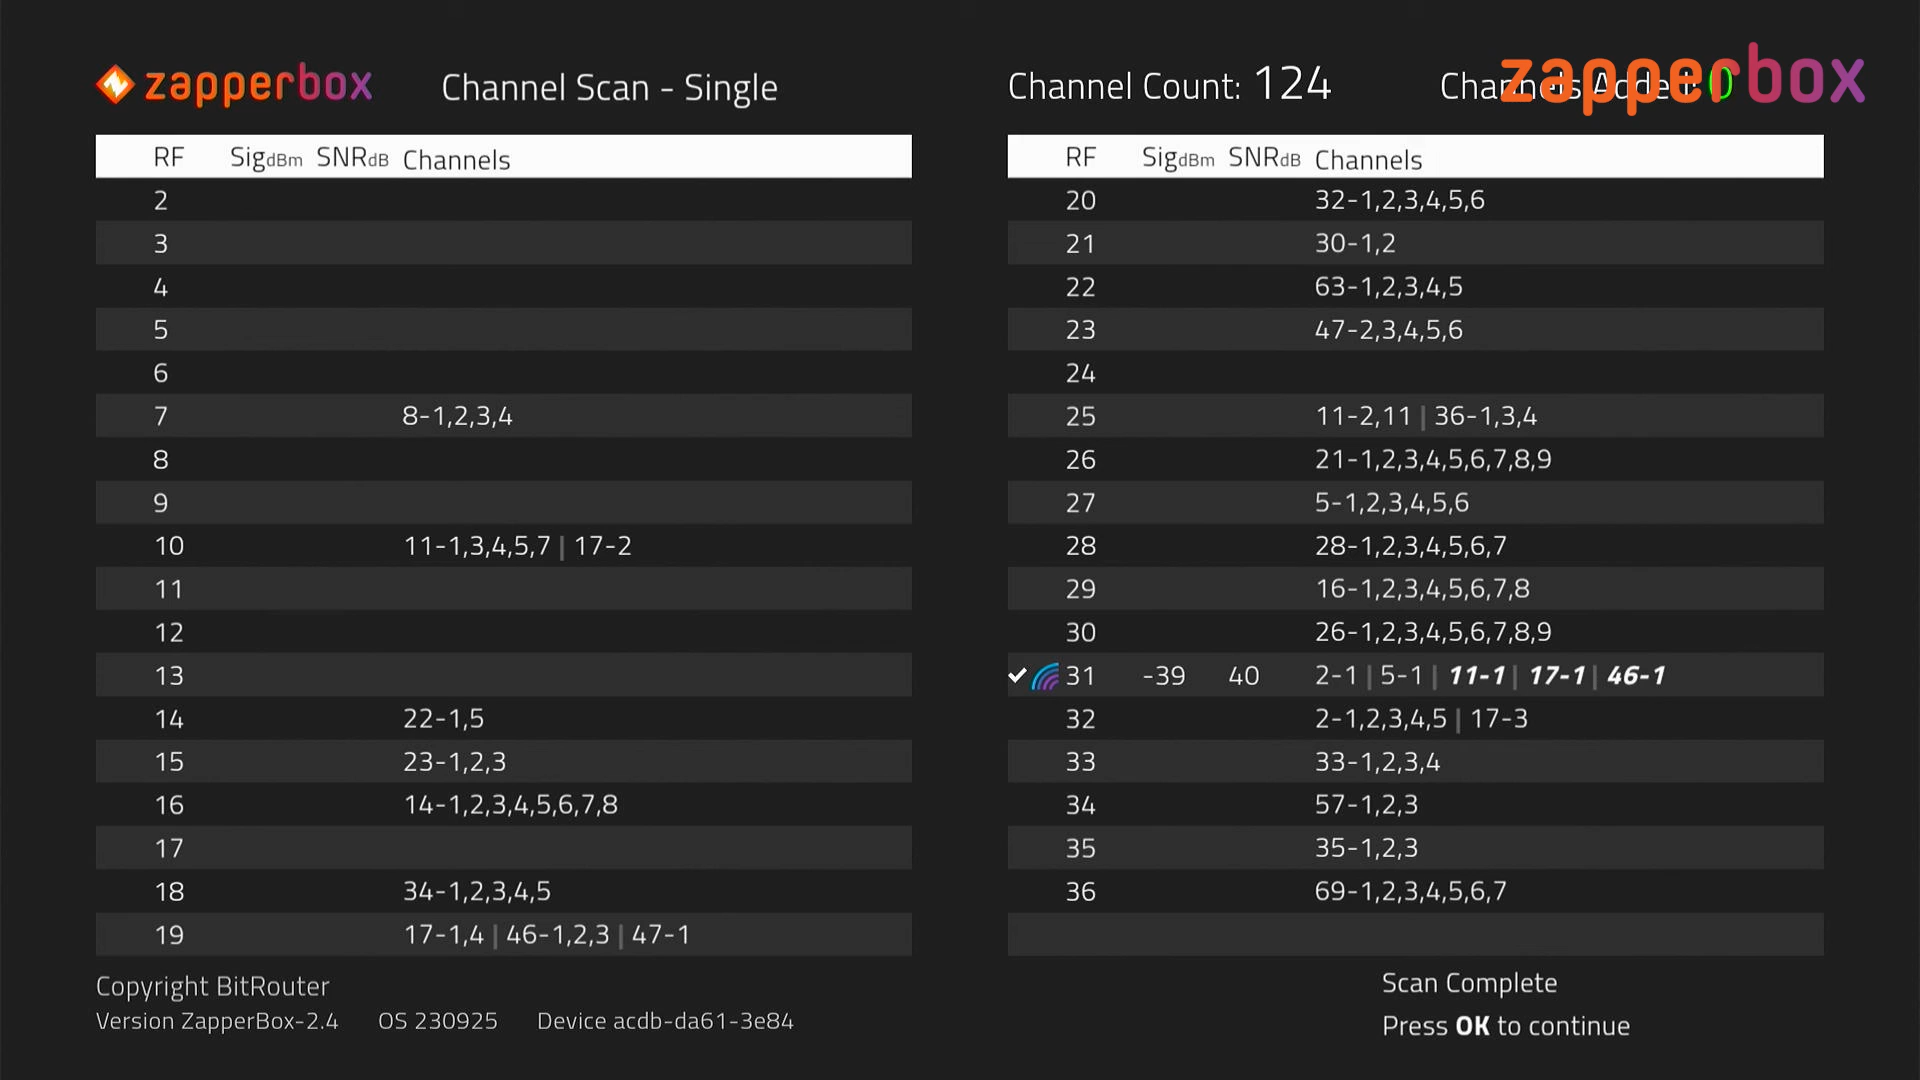 zapperbox Channel Scan - Single Channel Count: 124 Channels Added: 0
zapperbox
RF SigdBm SNRdB Channels
2
3
4
5
6
7 8-1,2,3,4
8
9
10 11-1,3,4,5,7 | 17-2
11
12
13
14 22-1,5
15 23-1,2,3
16 14-1,2,3,4,5,6,7,8
17
18 34-1,2,3,4,5
19 17-1,4 | 46-1,2,3 | 47-1
RF SigdBm SNRdB Channels
20 32-1,2,3,4,5,6
21 30-1,2
22 63-1,2,3,4,5
23 47-2,3,4,5,6
24
25 11-2,11 | 36-1,3,4
26 21-1,2,3,4,5,6,7,8,9
27 5-1,2,3,4,5,6
28 28-1,2,3,4,5,6,7
29 16-1,2,3,4,5,6,7,8
30 26-1,2,3,4,5,6,7,8,9
31 -39 40 2-1 | 5-1 | 11-1 | 17-1 | 46-1
32 2-1,2,3,4,5 | 17-3
33 33-1,2,3,4
34 57-1,2,3
35 35-1,2,3
36 69-1,2,3,4,5,6,7
Copyright BitRouter
Version ZapperBox-2.4 OS 230925 Device acdb-da61-3e84
Scan Complete
Press OK to continue